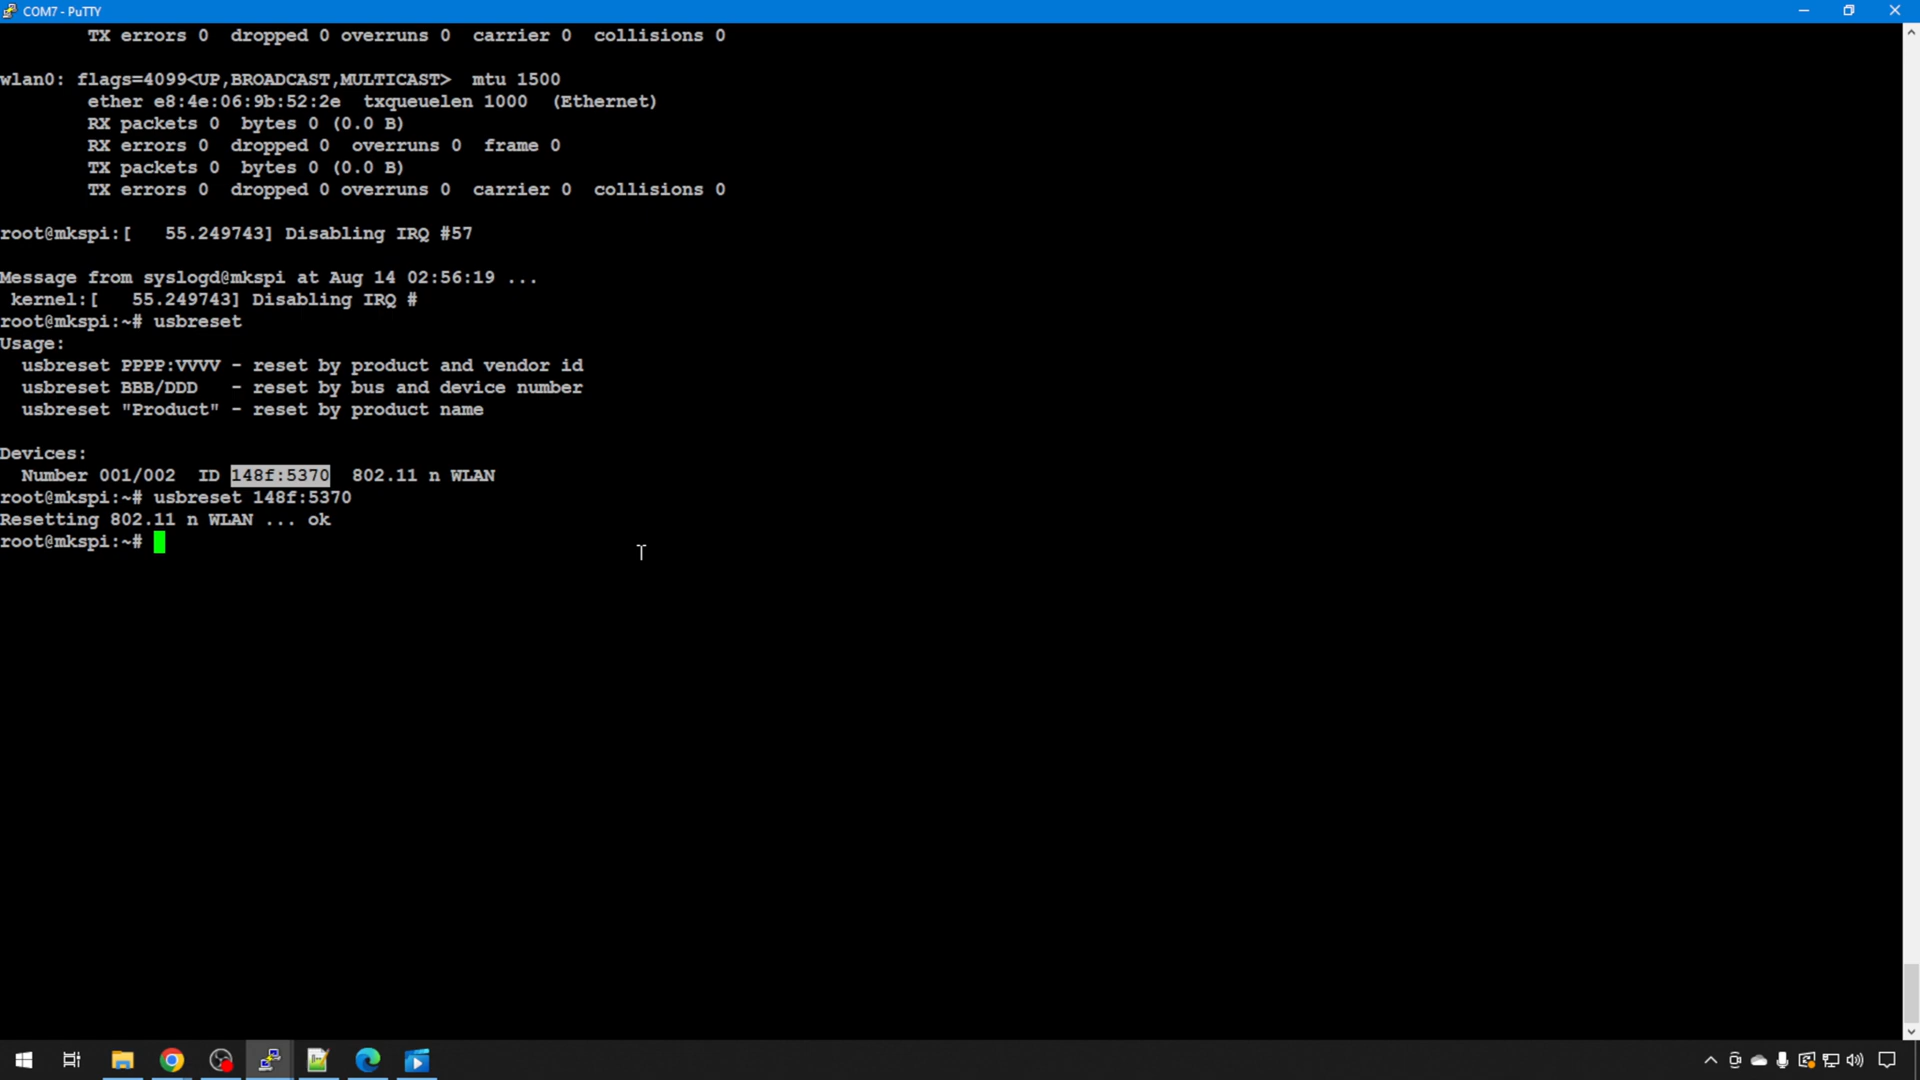 COM7 - PuTTY
TX errors 0  dropped 0 overruns 0  carrier 0  collisions 0
wlan0: flags=4099<UP,BROADCAST,MULTICAST>  mtu 1500
ether e8:4e:06:9b:52:2e  txqueuelen 1000  (Ethernet)
RX packets 0  bytes 0 (0.0 B)
RX errors 0  dropped 0  overruns 0  frame 0
TX packets 0  bytes 0 (0.0 B)
TX errors 0  dropped 0 overruns 0  carrier 0  collisions 0
root@mkspi:[   55.249743] Disabling IRQ #57
Message from syslogd@mkspi at Aug 14 02:56:19 ...
kernel:[   55.249743] Disabling IRQ #
root@mkspi:~# usbreset
Usage:
usbreset PPPP:VVVV - reset by product and vendor id
usbreset BBB/DDD   - reset by bus and device number
usbreset "Product" - reset by product name
Devices:
Number 001/002  ID 148f:5370  802.11 n WLAN
root@mkspi:~# usbreset 148f:5370
Resetting 802.11 n WLAN ... ok
root@mkspi:~#